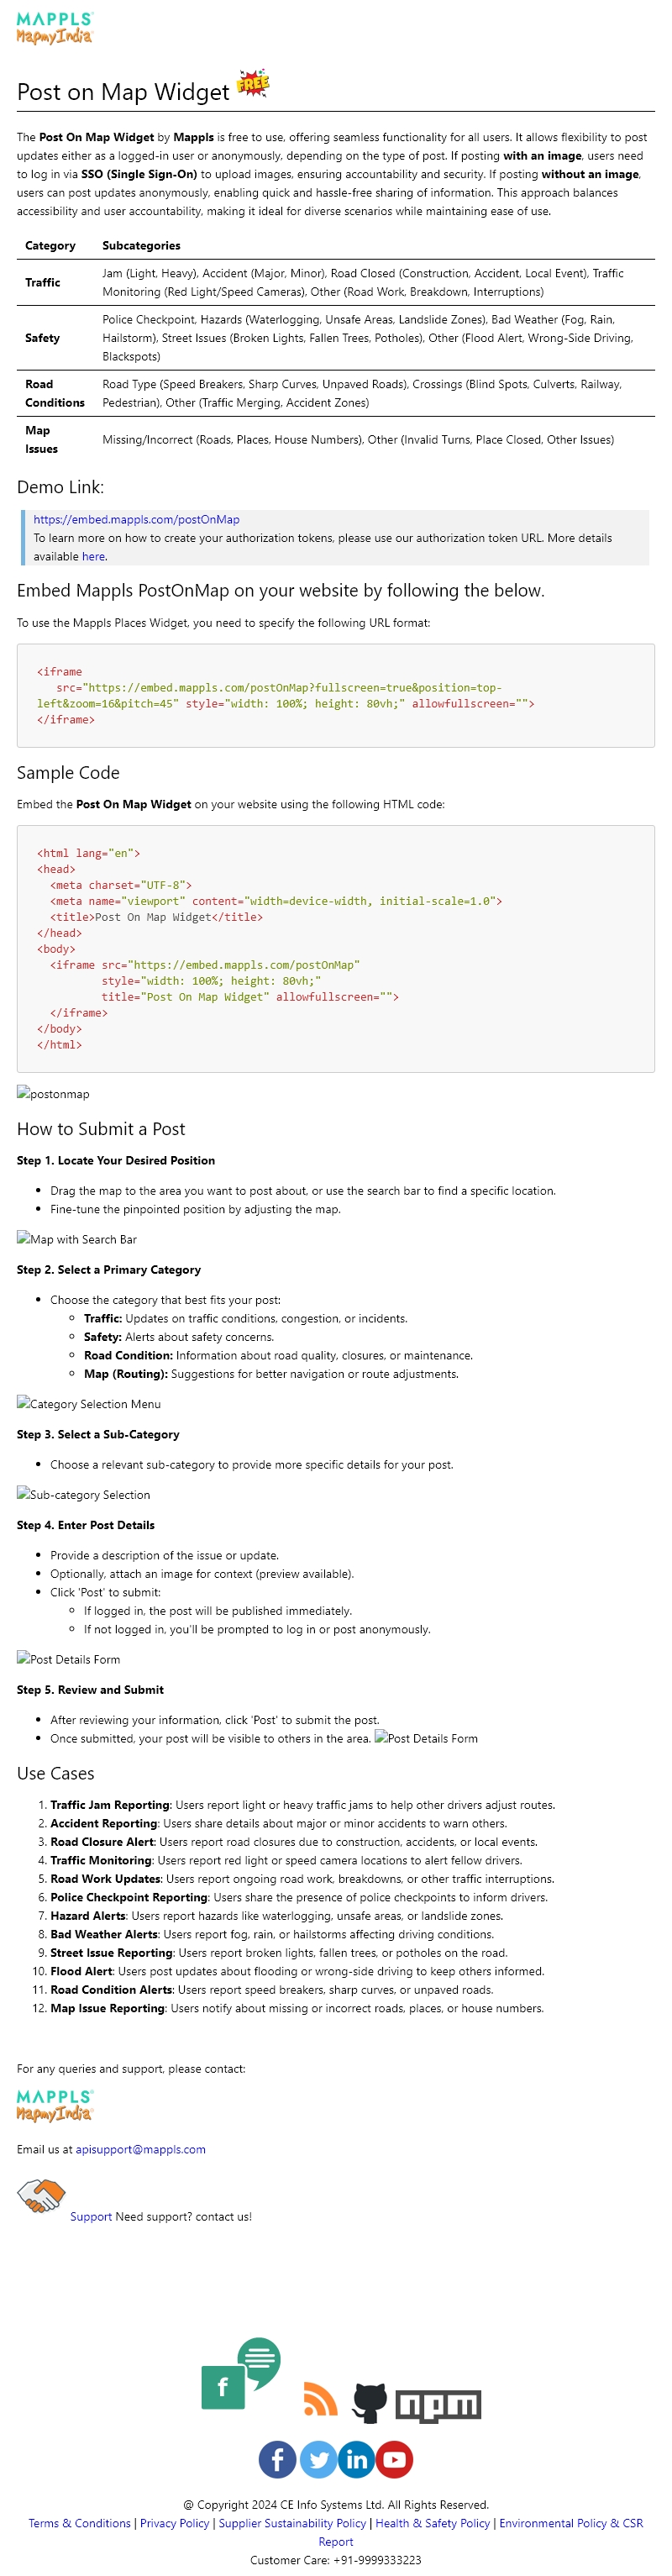 MAPPLS
MapmyIndia
Post on Map Widget FREE
The Post On Map Widget by Mappls is free to use, offering seamless functionality for all users. It allows flexibility to post
updates either as a logged-in user or anonymously, depending on the type of post. If posting with an image, users need
to log in via SSO (Single Sign-On) to upload images, ensuring accountability and security. If posting without an image,
users can post updates anonymously, enabling quick and hassle-free sharing of information. This approach balances
accessibility and user accountability, making it ideal for diverse scenarios while maintaining ease of use.
Category Subcategories
Traffic
Jam (Light, Heavy), Accident (Major, Minor), Road Closed (Construction, Accident, Local Event), Traffic
Monitoring (Red Light/Speed Cameras), Other (Road Work, Breakdown, Interruptions)
Safety
Police Checkpoint, Hazards (Waterlogging, Unsafe Areas, Landslide Zones), Bad Weather (Fog, Rain,
Hailstorm), Street Issues (Broken Lights, Fallen Trees, Potholes), Other (Flood Alert, Wrong-Side Driving,
Blackspots)
Road
Conditions
Road Type (Speed Breakers, Sharp Curves, Unpaved Roads), Crossings (Blind Spots, Culverts, Railway,
Pedestrian), Other (Traffic Merging, Accident Zones)
Map
Issues
Missing/Incorrect (Roads, Places, House Numbers), Other (Invalid Turns, Place Closed, Other Issues)
Demo Link:
https://embed.mappls.com/postOnMap
To learn more on how to create your authorization tokens, please use our authorization token URL. More details
available here.
Embed Mappls PostOnMap on your website by following the below.
To use the Mappls Places Widget, you need to specify the following URL format:
<iframe
src="https://embed.mappls.com/postOnMap?fullscreen=true&position=top-
left&zoom=16&pitch=45" style="width: 100%; height: 80vh;" allowfullscreen="">
</iframe>
Sample Code
Embed the Post On Map Widget on your website using the following HTML code:
<html lang="en">
<head>
<meta charset="UTF-8">
<meta name="viewport" content="width=device-width, initial-scale=1.0">
<title>Post On Map Widget</title>
</head>
<body>
<iframe src="https://embed.mappls.com/postOnMap"
style="width: 100%; height: 80vh;"
title="Post On Map Widget" allowfullscreen="">
</iframe>
</body>
</html>
postonmap
How to Submit a Post
Step 1. Locate Your Desired Position
• Drag the map to the area you want to post about, or use the search bar to find a specific location.
• Fine-tune the pinpointed position by adjusting the map.
Map with Search Bar
Step 2. Select a Primary Category
• Choose the category that best fits your post:
○ Traffic: Updates on traffic conditions, congestion, or incidents.
○ Safety: Alerts about safety concerns.
○ Road Condition: Information about road quality, closures, or maintenance.
○ Map (Routing): Suggestions for better navigation or route adjustments.
Category Selection Menu
Step 3. Select a Sub-Category
• Choose a relevant sub-category to provide more specific details for your post.
Sub-category Selection
Step 4. Enter Post Details
• Provide a description of the issue or update.
• Optionally, attach an image for context (preview available).
• Click 'Post' to submit:
○ If logged in, the post will be published immediately.
○ If not logged in, you'll be prompted to log in or post anonymously.
Post Details Form
Step 5. Review and Submit
• After reviewing your information, click 'Post' to submit the post.
• Once submitted, your post will be visible to others in the area. Post Details Form
Use Cases
1. Traffic Jam Reporting: Users report light or heavy traffic jams to help other drivers adjust routes.
2. Accident Reporting: Users share details about major or minor accidents to warn others.
3. Road Closure Alert: Users report road closures due to construction, accidents, or local events.
4. Traffic Monitoring: Users report red light or speed camera locations to alert fellow drivers.
5. Road Work Updates: Users report ongoing road work, breakdowns, or other traffic interruptions.
6. Police Checkpoint Reporting: Users share the presence of police checkpoints to inform drivers.
7. Hazard Alerts: Users report hazards like waterlogging, unsafe areas, or landslide zones.
8. Bad Weather Alerts: Users report fog, rain, or hailstorms affecting driving conditions.
9. Street Issue Reporting: Users report broken lights, fallen trees, or potholes on the road.
10. Flood Alert: Users post updates about flooding or wrong-side driving to keep others informed.
11. Road Condition Alerts: Users report speed breakers, sharp curves, or unpaved roads.
12. Map Issue Reporting: Users notify about missing or incorrect roads, places, or house numbers.
For any queries and support, please contact:
MAPPLS
MapmyIndia
Email us at apisupport@mappls.com
Support Need support? contact us!
f
npm
f in
@ Copyright 2024 CE Info Systems Ltd. All Rights Reserved.
Terms & Conditions | Privacy Policy | Supplier Sustainability Policy | Health & Safety Policy | Environmental Policy & CSR
Report
Customer Care: +91-9999333223